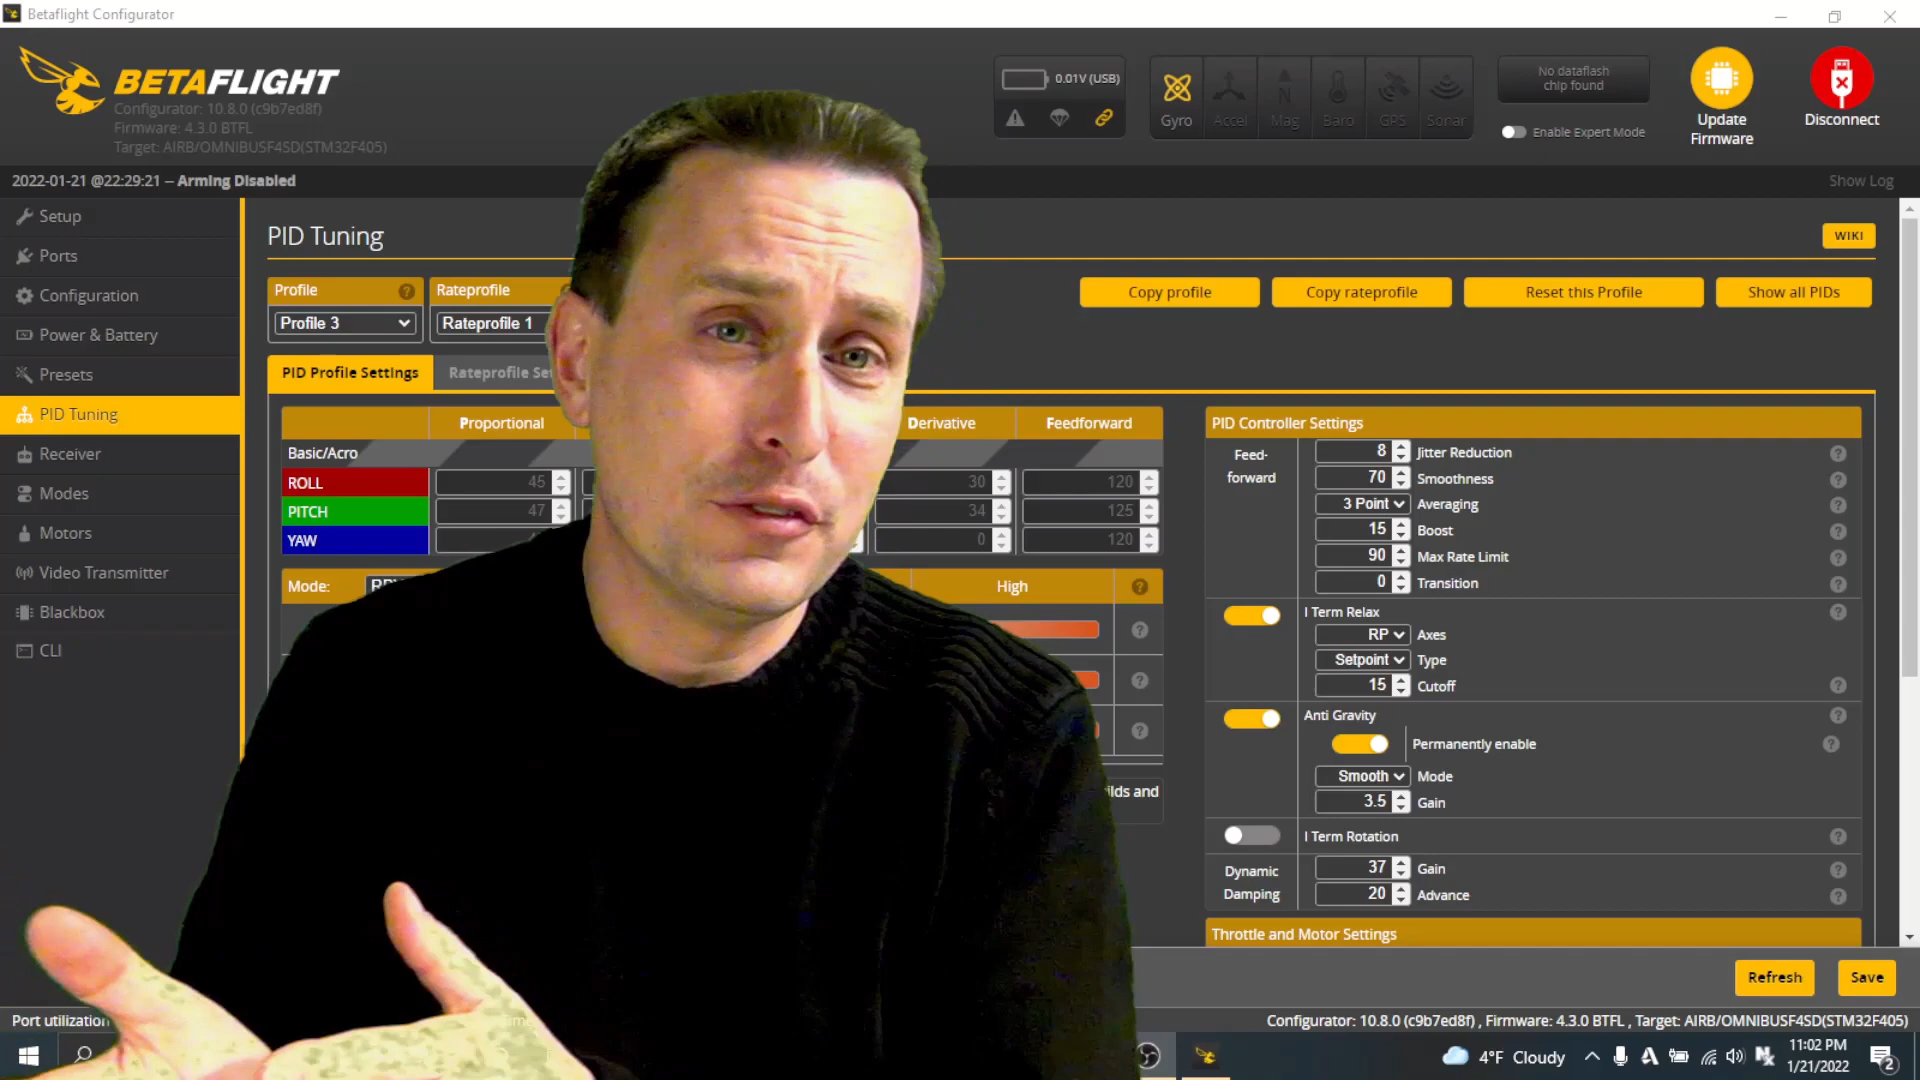 Betaflight Configurator
BETAFLIGHT
Configurator: 10.8.0 (c9b7ed8f)
Firmware: 4.3.0 BTFL
Target: AIRB/OMNIBUSF4SD(STM32F405)
0.01V (USB)
Gyro
Accel
Mag
Baro
GPS
Sonar
No dataflash
chip found
Enable Expert Mode
Update
Firmware
Disconnect
2022-01-21 @22:29:21 -- Arming Disabled
Show Log
Setup
Ports
Configuration
Power & Battery
Presets
PID Tuning
Receiver
Modes
Motors
Video Transmitter
Blackbox
CLI
PID Tuning
WIKI
Profile
Rateprofile
Profile 3
Rateprofile 1
Copy profile
Copy rateprofile
Reset this Profile
Show all PIDs
PID Profile Settings
Rateprofile
Proportional
Derivative
Feedforward
Basic/Acro
ROLL 45 30 120
PITCH 47 34 125
YAW 0 120
Mode:
High
ilds and
PID Controller Settings
Feed-
forward
8 Jitter Reduction
70 Smoothness
3 Point Averaging
15 Boost
90 Max Rate Limit
0 Transition
I Term Relax
RP Axes
Setpoint Type
15 Cutoff
Anti Gravity
Permanently enable
Smooth Mode
3.5 Gain
I Term Rotation
Dynamic
Damping
37 Gain
20 Advance
Throttle and Motor Settings
Refresh
Save
Port utilization
Configurator: 10.8.0 (c9b7ed8f) , Firmware: 4.3.0 BTFL , Target: AIRB/OMNIBUSF4SD(STM32F405)
4°F Cloudy
11:02 PM
1/21/2022
2